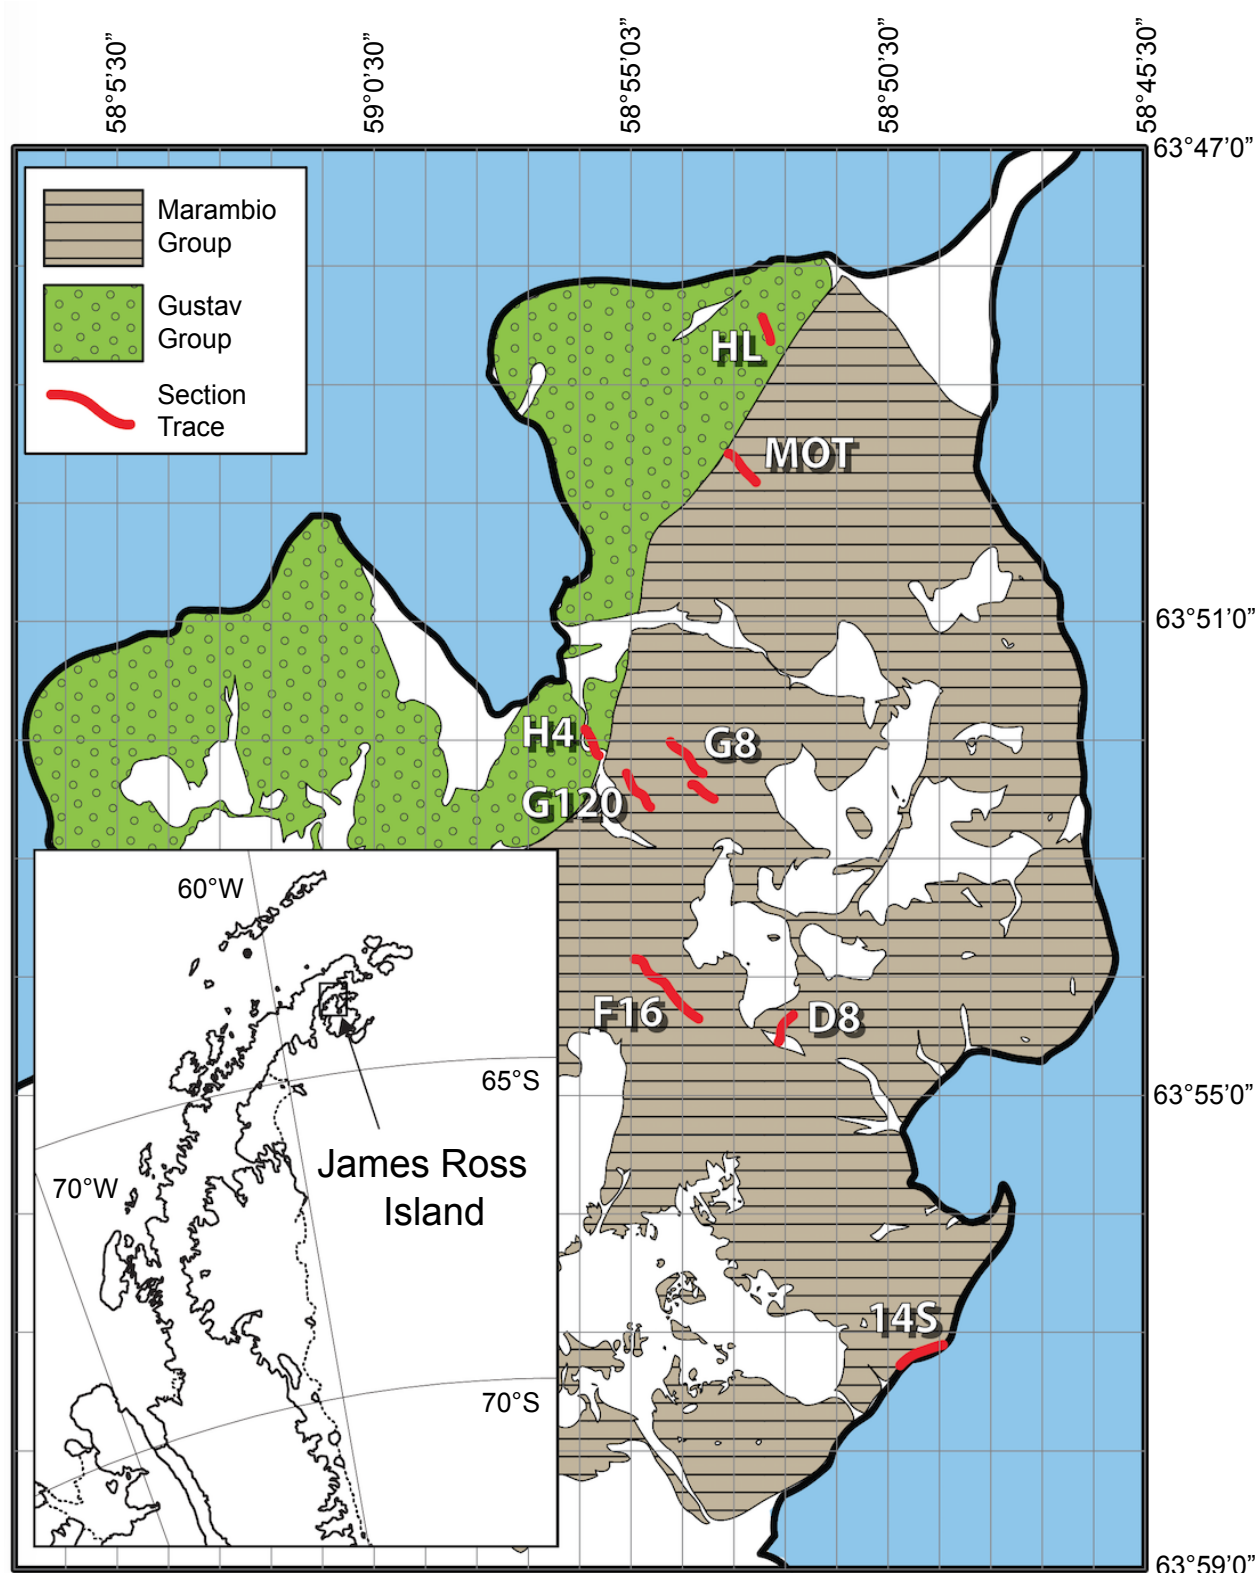 58°5'30”
59°0'30”
58°55'03”
58°50'30”
58°45'30”
63°47'0”
Marambio
Group
Gustav
Group
Section
Trace
HL
MOT
63°51'0”
H4
G8
G120
60°W
F16
D8
65°S
63°55'0”
James Ross
Island
70°W
14S
70°S
63°59'0”